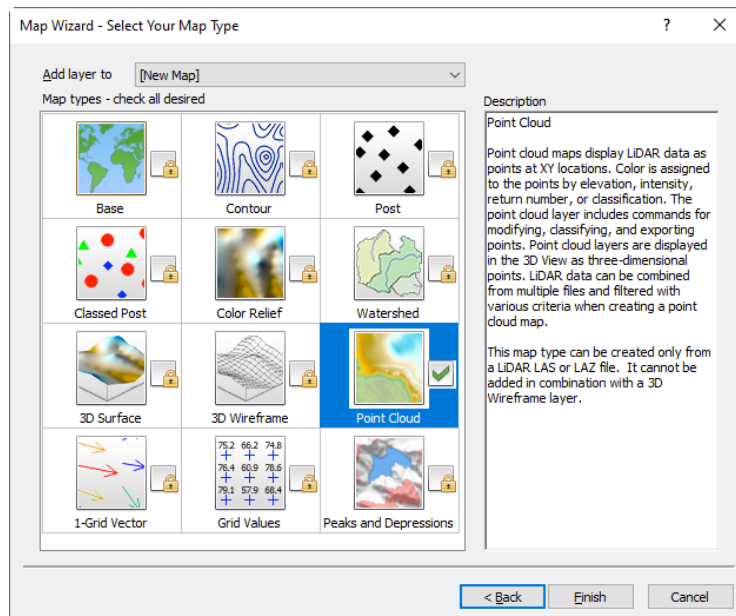 Map Wizard - Select Your Map Type
?
Add layer to
[New Map]
Map types - check all desired
Base
Contour
Post
Classed Post
Color Relief
Watershed
3D Surface
3D Wireframe
Point Cloud
75.2 66.2 74.8
76.4 60.9 78.6
79.1 57.9 68.4
1-Grid Vector
Grid Values
Peaks and Depressions
Description
Point Cloud
Point cloud maps display LiDAR data as
points at XY locations. Color is assigned
to the points by elevation, intensity,
return number, or classification. The
point cloud layer includes commands for
modifying, classifying, and exporting
points. Point cloud layers are displayed
in the 3D View as three-dimensional
points. LiDAR data can be combined
from multiple files and filtered with
various criteria when creating a point
cloud map.
This map type can be created only from
a LiDAR LAS or LAZ file.  It cannot be
added in combination with a 3D
Wireframe layer.
< Back
Finish
Cancel